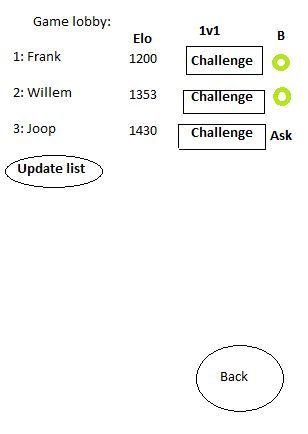 Game lobby:
Elo 1v1 B
1: Frank 1200 Challenge
2: Willem 1353 Challenge
3: Joop 1430 Challenge Ask
Update list
Back